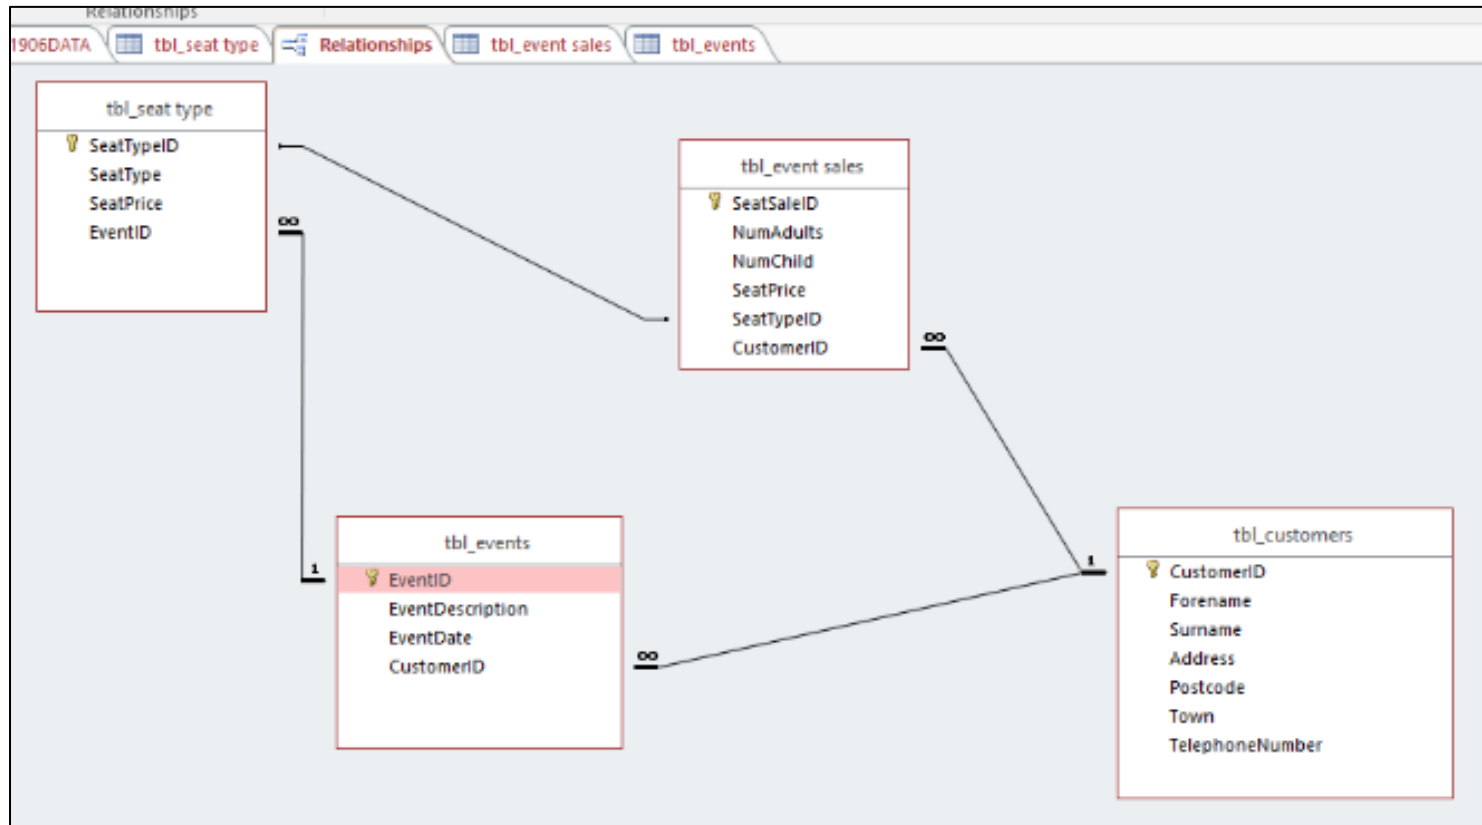 Relationships
1906DATA tbl_seat type Relationships tbl_event sales tbl_events
tbl_seat type
SeatTypeID
SeatType
SeatPrice
EventID
∞
tbl_event sales
SeatSaleID
NumAdults
NumChild
SeatPrice
SeatTypeID
CustomerID
∞
tbl_events
1
EventID
EventDescription
EventDate
CustomerID
∞
tbl_customers
1
CustomerID
Forename
Surname
Address
Postcode
Town
TelephoneNumber